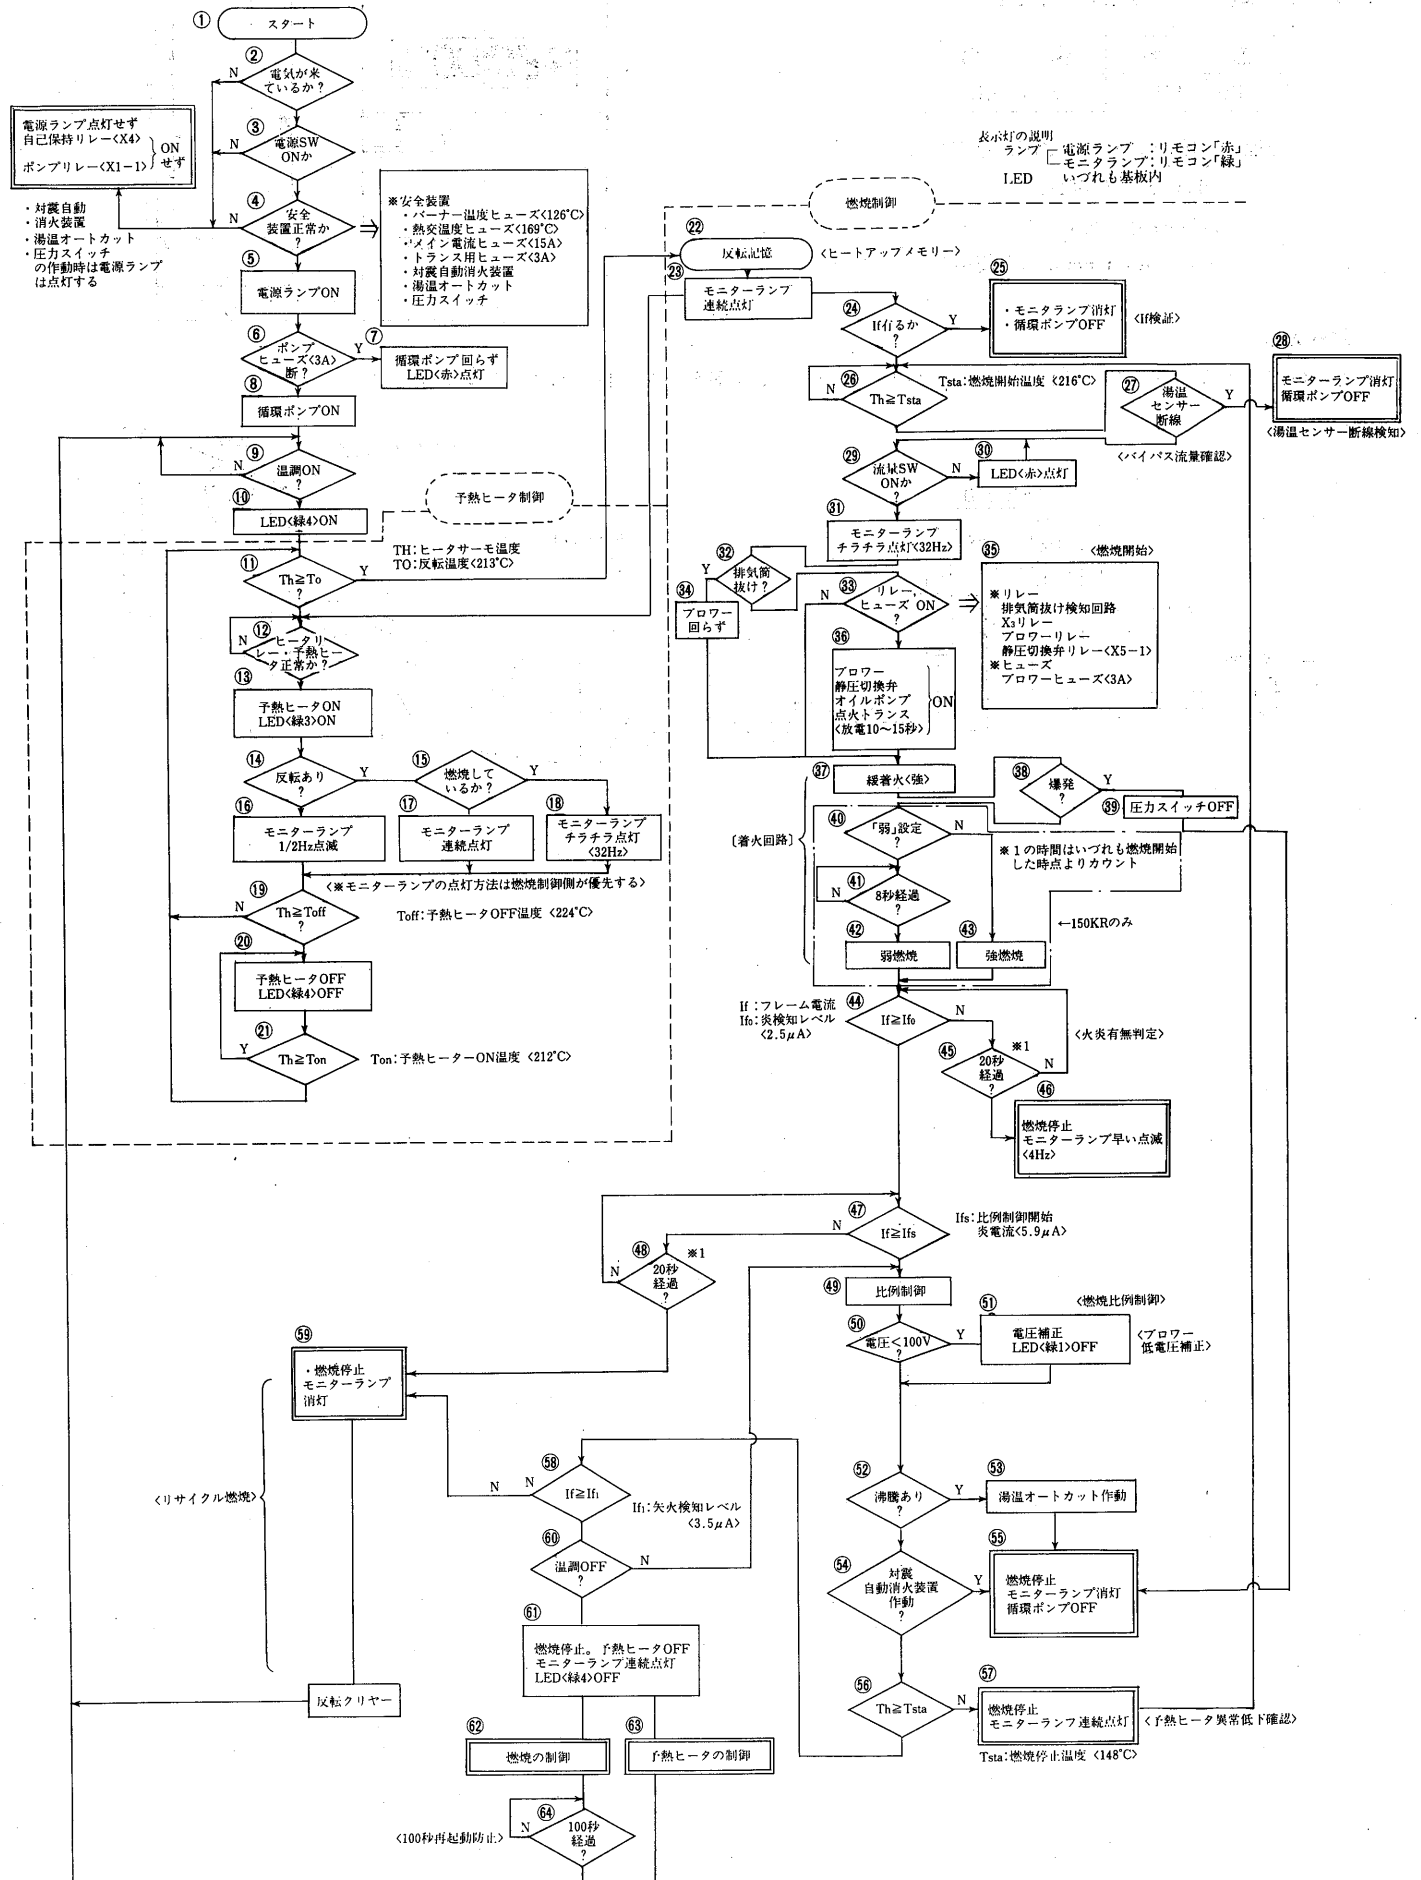 ① スタート
② 電気が来
ているか?
N
③ 電源SW
ONか
N
④ 安全
装置正常か?
N
電源ランプ点灯せず
自己保持リレー<X4>
ポンプリレー<X1-1>
ON
せず
・対震自動
・消火装置
・湯温オートカット
・圧力スイッチ
の作動時は電源ランプ
は点灯する
※安全装置
・バーナー温度ヒューズ<126°C>
・熱交温度ヒューズ<169°C>
・メイン電流ヒューズ<15A>
・トランス用ヒューズ<3A>
・対震自動消火装置
・湯温オートカット
・圧力スイッチ
⑤ 電源ランプON
⑥ ポンプ
ヒューズ<3A>
断?
Y
⑦ 循環ポンプ回らず
LED<赤>点灯
⑧ 循環ポンプON
⑨ 温調ON
?
N
⑩ LED<緑4>ON
予熱ヒータ制御
TH:ヒータサーモ温度
TO:反転温度<213°C>
⑪ Th≧To
?
Y
⑫ ヒータリ
レー・予熱ヒー
タ正常か?
N
⑬ 予熱ヒータON
LED<緑3>ON
⑭ 反転あり
?
Y
⑮ 燃焼して
いるか?
Y
⑯ モニターランプ
1/2Hz点滅
⑰ モニターランプ
連続点灯
⑱ モニターランプ
チラチラ点灯
<32Hz>
<※モニターランプの点灯方法は燃焼制御側が優先する>
⑲ Th≧Toff
?
N
Toff:予熱ヒータOFF温度 <224°C>
⑳ 予熱ヒータOFF
LED<緑4>OFF
㉑ Th≧Ton
?
Y
Ton:予熱ヒーターON温度 <212°C>
表示灯の説明
ランプ
電源ランプ :リモコン「赤」
モニタランプ:リモコン「緑」
LED いづれも基板内
燃焼制御
㉒ 反転記憶
<ヒートアップメモリー>
㉓ モニターランプ
連続点灯
㉔ If有るか
?
Y
㉕ ・モニタランプ消灯
・循環ポンプOFF
<If検証>
㉖ Th≧Tsta
N
Tsta:燃焼開始温度 <216°C>
㉗ 湯温
センサー
断線
Y
㉘ モニターランプ消灯
循環ポンプOFF
<湯温センサー断線検知>
<バイパス流量確認>
㉙ 流量SW
ONか
?
N
㉚ LED<赤>点灯
㉛ モニターランプ
チラチラ点灯<32Hz>
㉜ 排気筒
抜け?
Y
㉝ リレー,
ヒューズ ON
?
N
㉞ ブロワー
回らず
㉟ <燃焼開始>
※リレー
排気筒抜け検知回路
X₃リレー
ブロワーリレー
静圧切換弁リレー<X5-1>
※ヒューズ
ブロワーヒューズ<3A>
㊱ ブロワー
静圧切換弁
オイルポンプ
点火トランス
<放電10〜15秒>
ON
㊲ 緩着火<強>
㊳ 爆発
?
Y
㊴ 圧力スイッチOFF
〔着火回路〕
㊵ 「弱」設定
?
N
※1の時間はいづれも燃焼開始
した時点よりカウント
㊶ 8秒経過
?
N
←150KRのみ
㊷ 弱燃焼
㊸ 強燃焼
If :フレーム電流
If₀:炎検知レベル
<2.5μA>
㊹ If≧If₀
N
<火炎有無判定>
㊺ 20秒
経過
?
※1
N
㊻ 燃焼停止
モニターランプ早い点滅
<4Hz>
㊼ If≧Ifs
N
Ifs:比例制御開始
炎電流<5.9μA>
㊽ 20秒
経過
?
※1
N
㊾ 比例制御
㊿ 電圧<100V
?
Y
51 <燃焼比例制御>
電圧補正
LED<緑1>OFF
<ブロワー
低電圧補正>
52 沸騰あり
?
Y
53 湯温オートカット作動
54 対震
自動消火装置
作動
?
Y
55 燃焼停止
モニターランプ消灯
循環ポンプOFF
56 Th≧Tsta
N
57 燃焼停止
モニターランプ連続点灯
<予熱ヒータ異常低下確認>
Tsta:燃焼停止温度 <148°C>
58 If≧If₁
N
N
If₁:矢火検知レベル
<3.5μA>
59 ・燃焼停止
モニターランプ
消灯
<リサイクル燃焼>
反転クリヤー
60 温調OFF
?
N
61 燃焼停止。予熱ヒータOFF
モニターランプ連続点灯
LED<緑4>OFF
62 燃焼の制御
63 予熱ヒータの制御
64 100秒
経過
?
N
<100秒再起動防止>